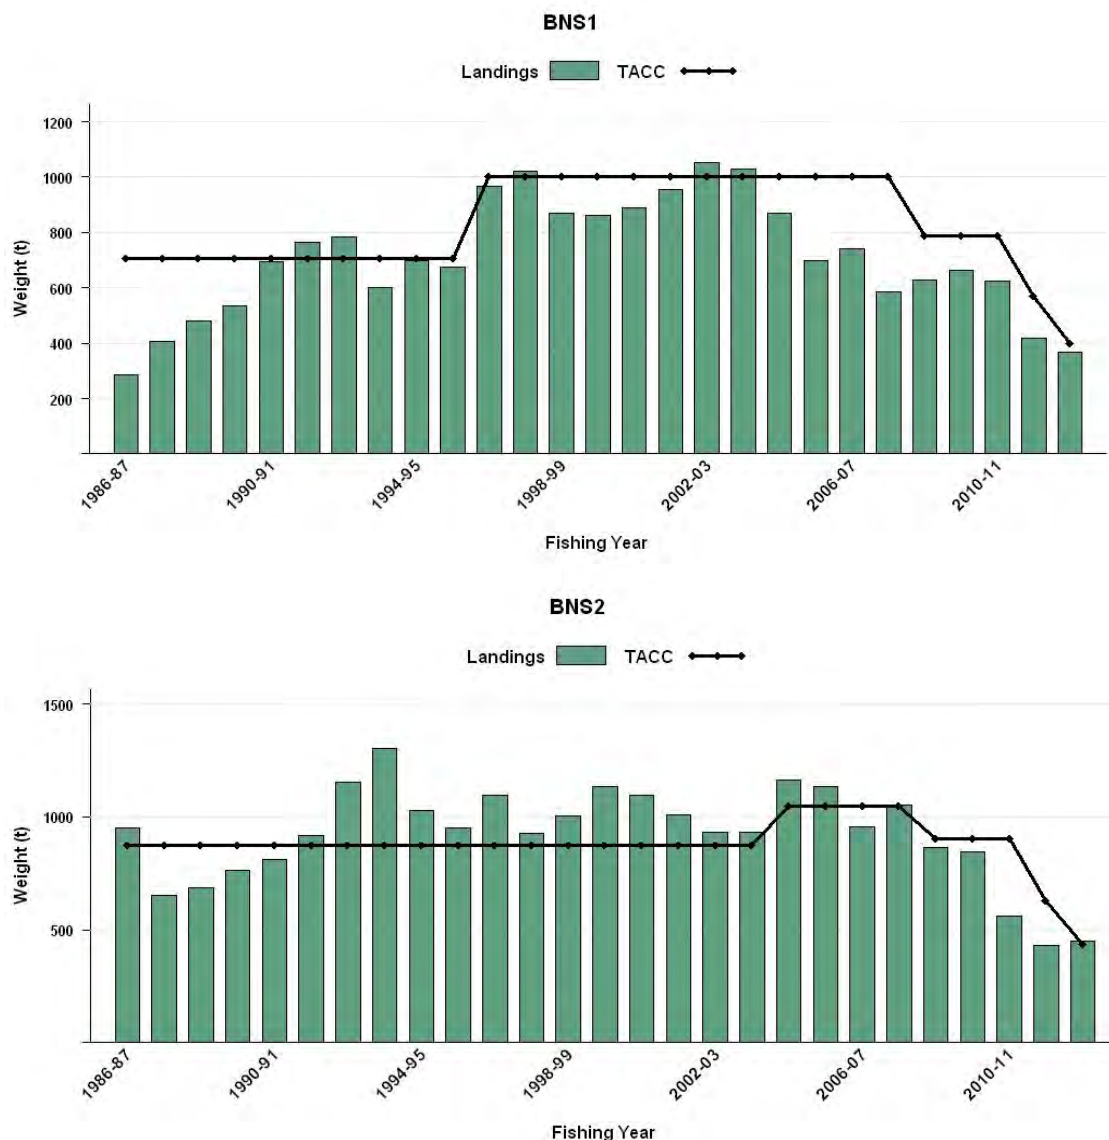 BNS1
Landings TACC
1200
1000
800
600
400
200
Weight (t)
1986-87 1990-91 1994-95 1998-99 2002-03 2006-07 2010-11
Fishing Year
BNS2
Landings TACC
1500
1000
500
Weight (t)
1986-87 1990-91 1994-95 1998-99 2002-03 2006-07 2010-11
Fishing Year